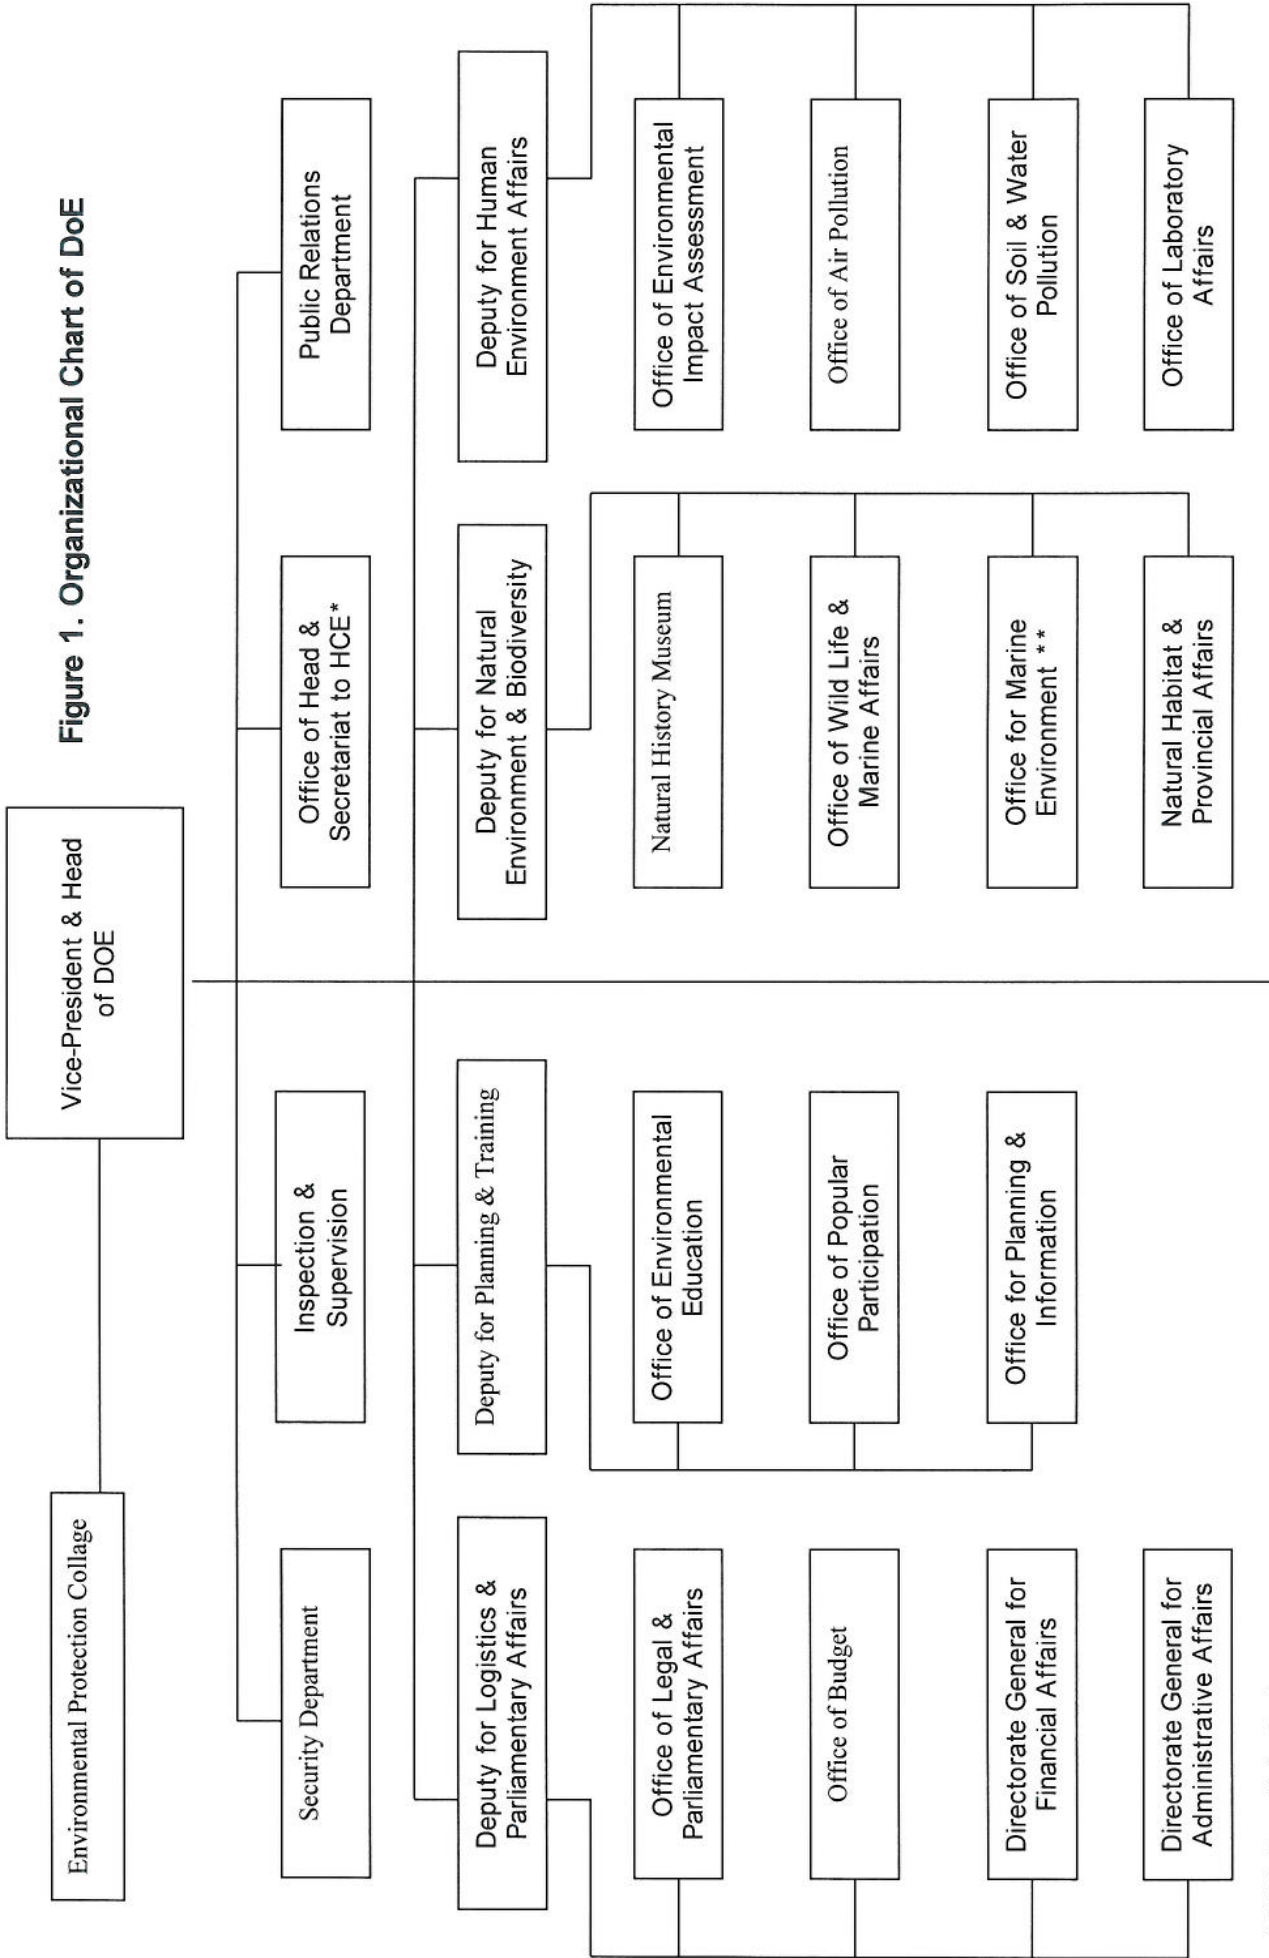 Figure 1. Organizational Chart of DoE
Vice-President & Head
of DOE
Environmental Protection Collage
Security Department
Inspection &
Supervision
Office of Head &
Secretariat to HCE*
Public Relations
Department
Deputy for Logistics &
Parliamentary Affairs
Deputy for Planning & Training
Deputy for Natural
Environment & Biodiversity
Deputy for Human
Environment Affairs
Office of Legal &
Parliamentary Affairs
Office of Environmental
Education
Natural History Museum
Office of Environmental
Impact Assessment
Office of Budget
Office of Popular
Participation
Office of Wild Life &
Marine Affairs
Office of Air Pollution
Directorate General for
Financial Affairs
Office for Planning &
Information
Office for Marine
Environment **
Office of Soil & Water
Pollution
Directorate General for
Administrative Affairs
Natural Habitat &
Provincial Affairs
Office of Laboratory
Affairs